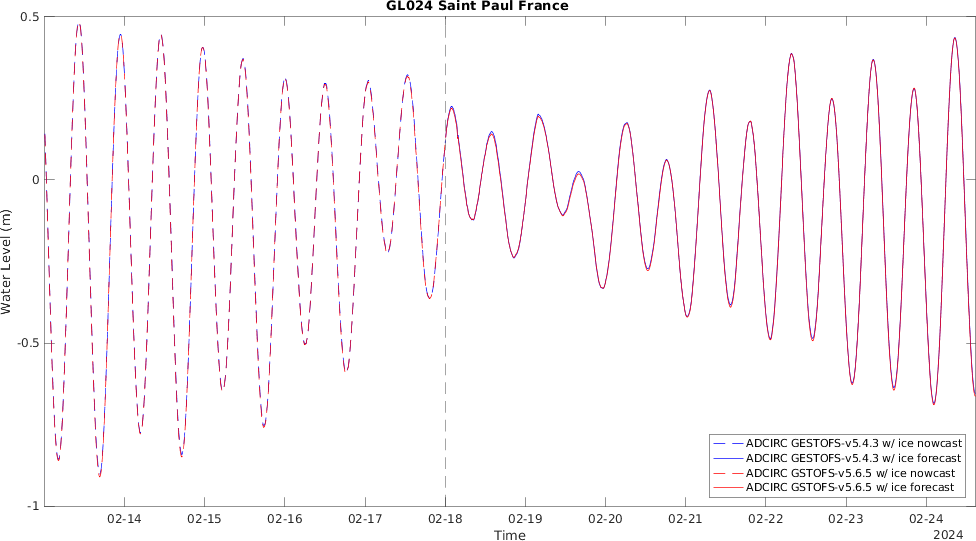 GL024 Saint Paul France
0.5
0
-0.5
-1
Water Level (m)
02-14 02-15 02-16 02-17 02-18 02-19 02-20 02-21 02-22 02-23 02-24
Time
2024
ADCIRC GESTOFS-v5.4.3 w/ ice nowcast
ADCIRC GESTOFS-v5.4.3 w/ ice forecast
ADCIRC GSTOFS-v5.6.5 w/ ice nowcast
ADCIRC GSTOFS-v5.6.5 w/ ice forecast